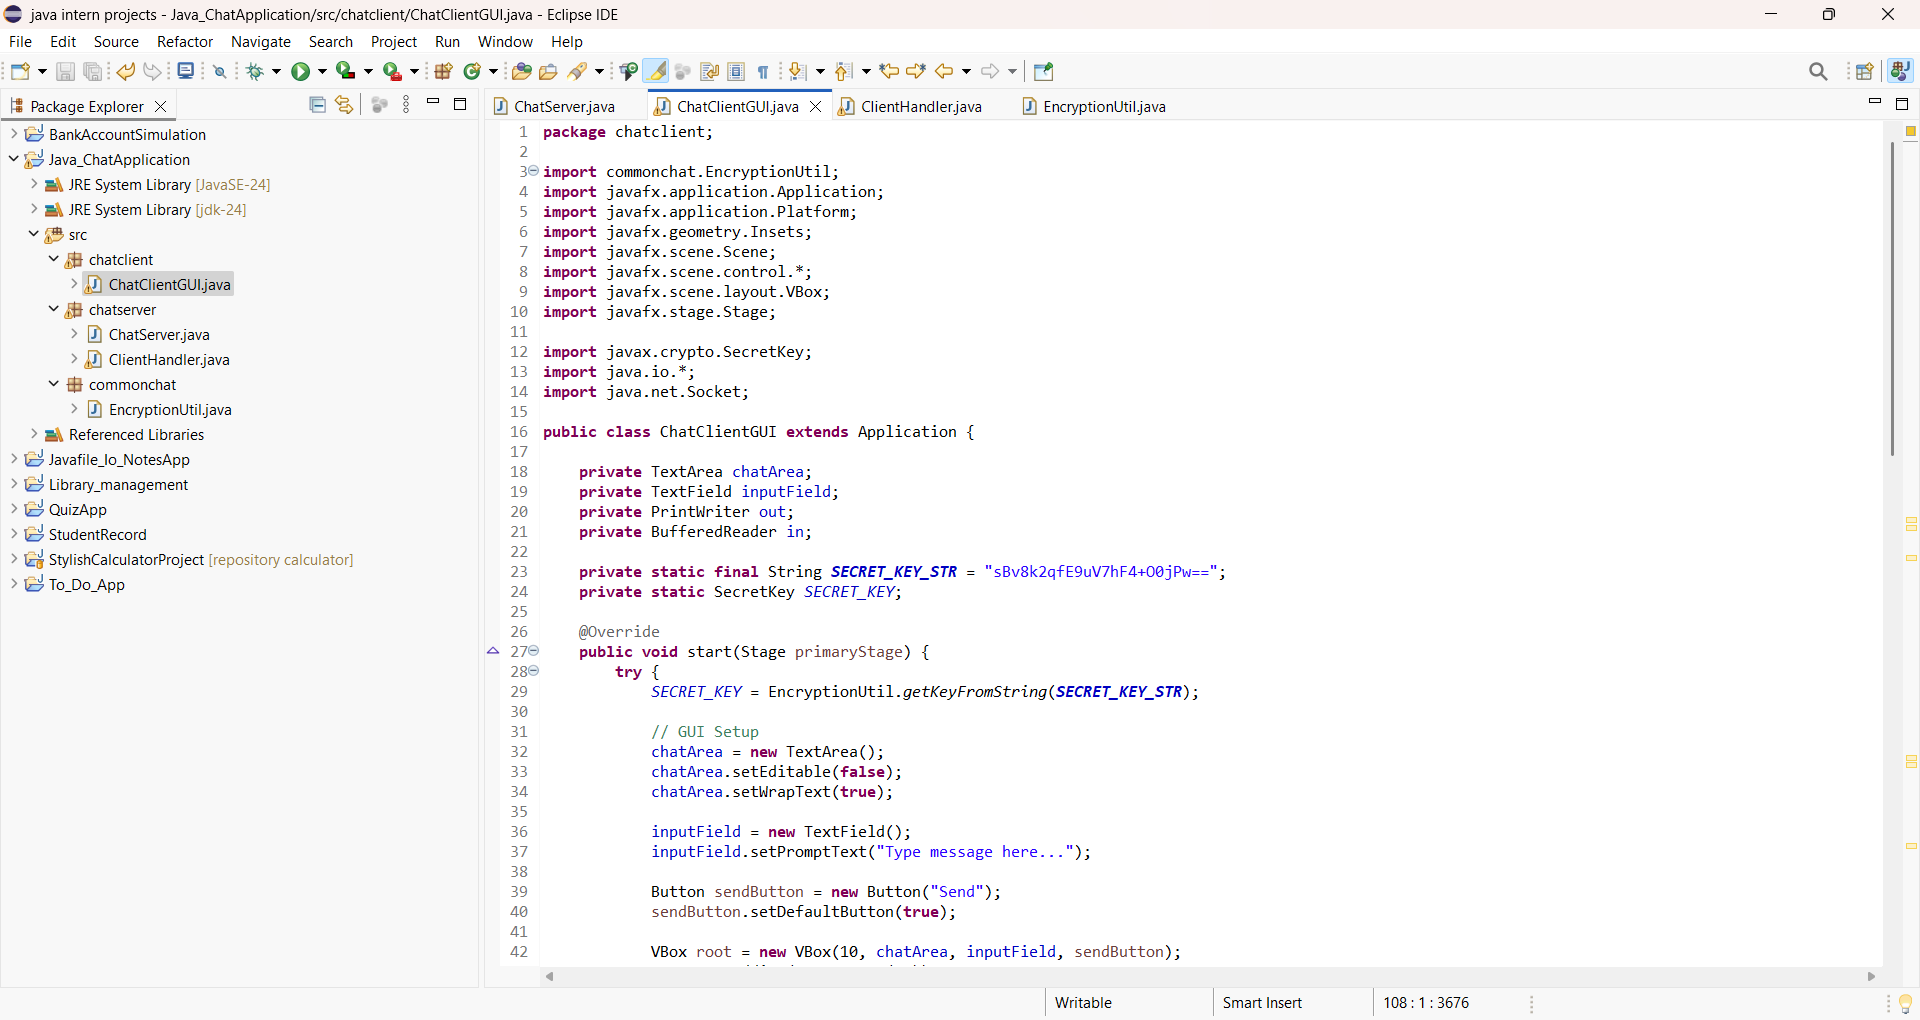 java intern projects - Java_ChatApplication/src/chatclient/ChatClientGUI.java - Eclipse IDE
File Edit Source Refactor Navigate Search Project Run Window Help
Package Explorer
BankAccountSimulation
Java_ChatApplication
JRE System Library [JavaSE-24]
JRE System Library [jdk-24]
src
chatclient
ChatClientGUI.java
chatserver
ChatServer.java
ClientHandler.java
commonchat
EncryptionUtil.java
Referenced Libraries
Javafile_Io_NotesApp
Library_management
QuizApp
StudentRecord
StylishCalculatorProject [repository calculator]
To_Do_App
ChatServer.java ChatClientGUI.java ClientHandler.java EncryptionUtil.java
1 package chatclient;
2
3 import commonchat.EncryptionUtil;
4 import javafx.application.Application;
5 import javafx.application.Platform;
6 import javafx.geometry.Insets;
7 import javafx.scene.Scene;
8 import javafx.scene.control.*;
9 import javafx.scene.layout.VBox;
10 import javafx.stage.Stage;
11
12 import javax.crypto.SecretKey;
13 import java.io.*;
14 import java.net.Socket;
15
16 public class ChatClientGUI extends Application {
17
18 private TextArea chatArea;
19 private TextField inputField;
20 private PrintWriter out;
21 private BufferedReader in;
22
23 private static final String SECRET_KEY_STR = "sBv8k2qfE9uV7hF4+O0jPw==";
24 private static SecretKey SECRET_KEY;
25
26 @Override
27 public void start(Stage primaryStage) {
28 try {
29 SECRET_KEY = EncryptionUtil.getKeyFromString(SECRET_KEY_STR);
30
31 // GUI Setup
32 chatArea = new TextArea();
33 chatArea.setEditable(false);
34 chatArea.setWrapText(true);
35
36 inputField = new TextField();
37 inputField.setPromptText("Type message here...");
38
39 Button sendButton = new Button("Send");
40 sendButton.setDefaultButton(true);
41
42 VBox root = new VBox(10, chatArea, inputField, sendButton);
Writable Smart Insert 108 : 1 : 3676